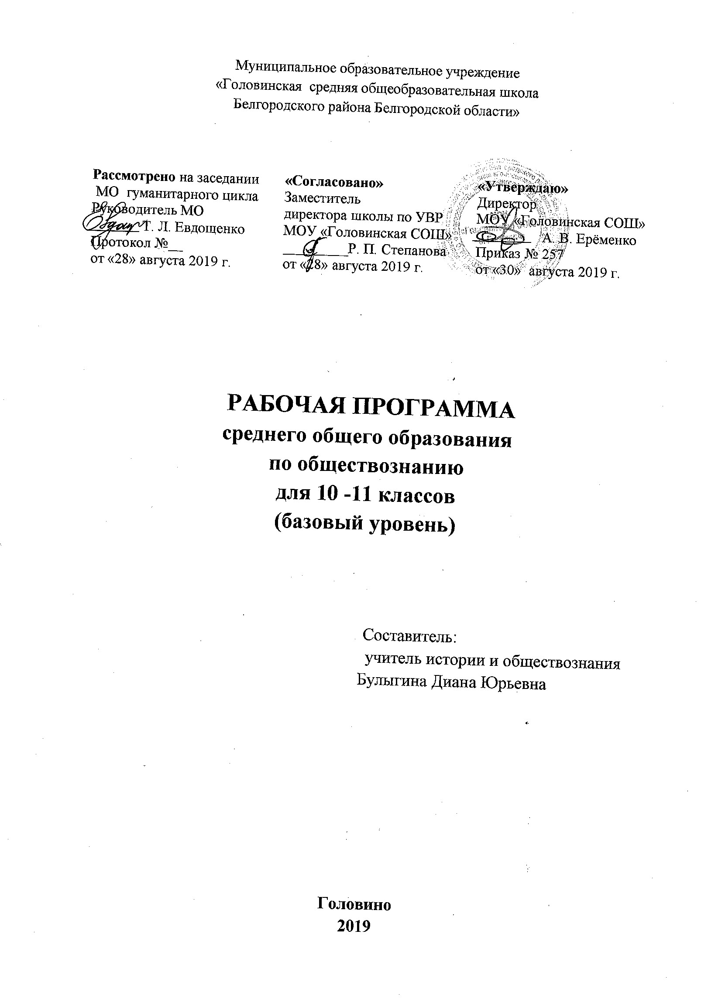 Муниципальное образовательное учреждение
«Головинская средняя общеобразовательная школа
Белгородского района Белгородской области»
Рассмотрено на заседании
МО гуманитарного цикла
Руководитель МО
Т. Л. Евдощенко
Протокол №__
от «28» августа 2019 г.
«Согласовано»
Заместитель
директора школы по УВР
МОУ «Головинская СОШ»
Р. П. Степанова
от «28» августа 2019 г.
«Утверждаю»
Директор
МОУ «Головинская СОШ»
А. В. Ерёменко
Приказ № 257
от «30» августа 2019 г.
РАБОЧАЯ ПРОГРАММА
среднего общего образования
по обществознанию
для 10 -11 классов
(базовый уровень)
Составитель:
учитель истории и обществознания
Булыгина Диана Юрьевна
Головино
2019